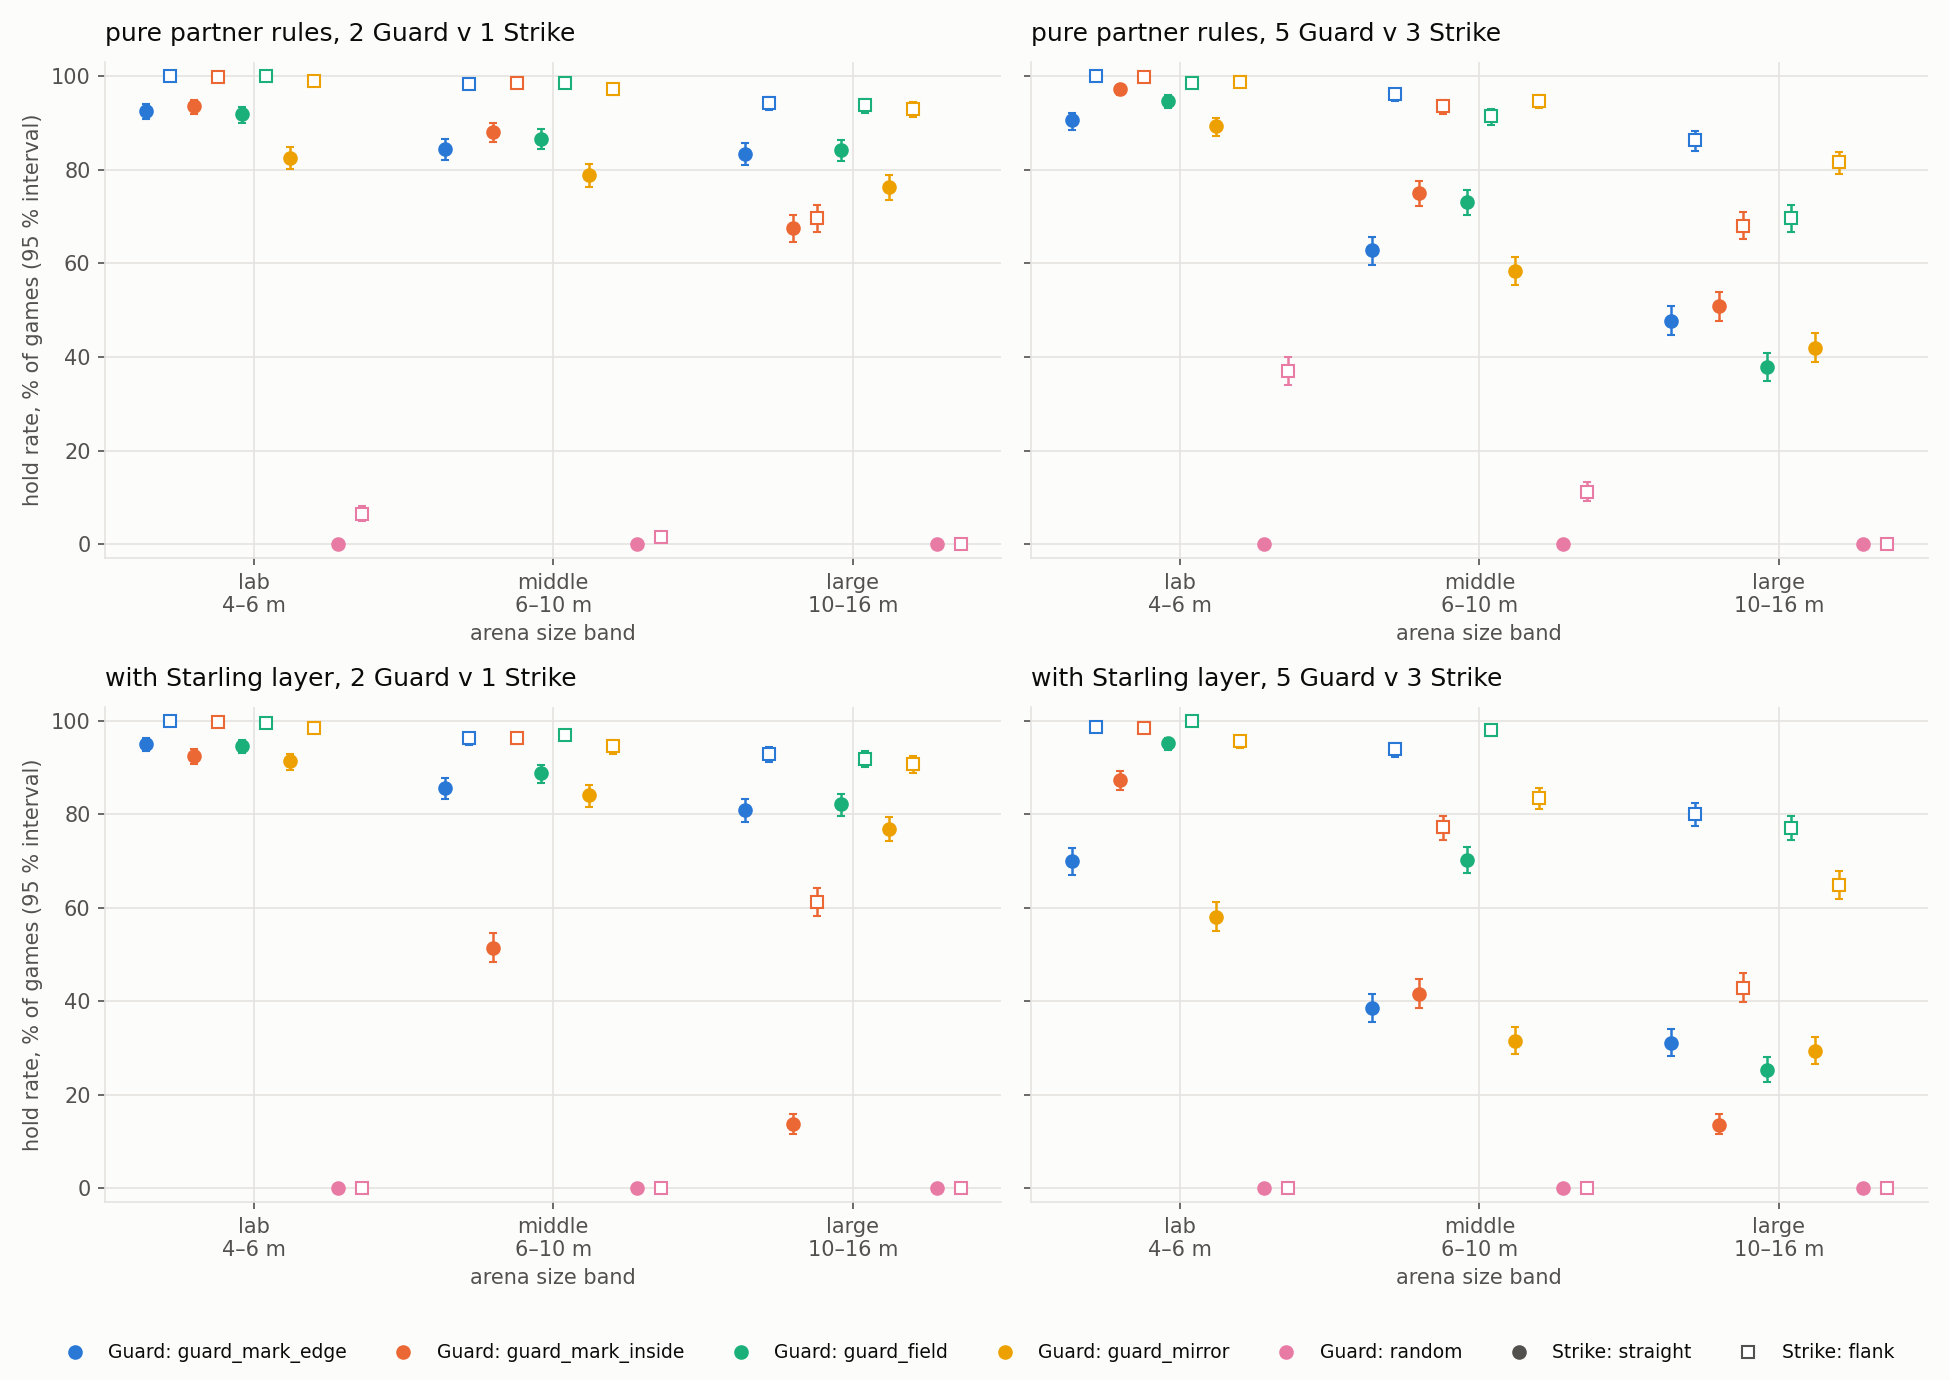 pure partner rules, 2 Guard v 1 Strike
pure partner rules, 5 Guard v 3 Strike
hold rate, % of games (95 % interval)
100
80
60
40
20
0
lab
4–6 m
middle
6–10 m
large
10–16 m
arena size band
lab
4–6 m
middle
6–10 m
large
10–16 m
arena size band
with Starling layer, 2 Guard v 1 Strike
with Starling layer, 5 Guard v 3 Strike
hold rate, % of games (95 % interval)
100
80
60
40
20
0
lab
4–6 m
middle
6–10 m
large
10–16 m
arena size band
lab
4–6 m
middle
6–10 m
large
10–16 m
arena size band
Guard: guard_mark_edge
Guard: guard_mark_inside
Guard: guard_field
Guard: guard_mirror
Guard: random
Strike: straight
Strike: flank